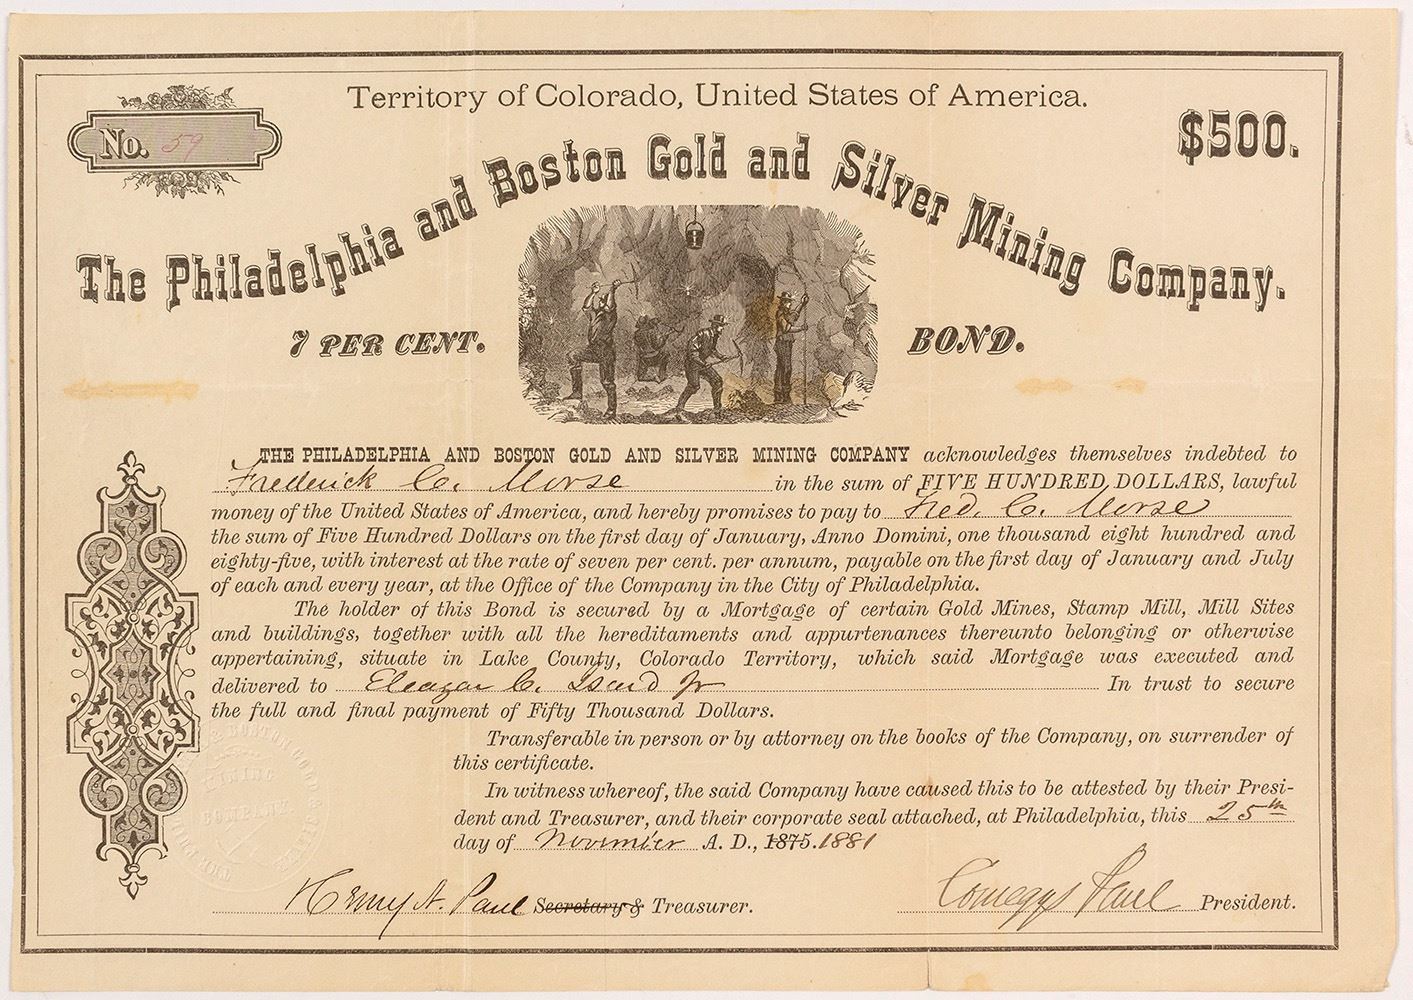 Territory of Colorado, United States of America.
No. 59
$500.
The Philadelphia and Boston Gold and Silver Mining Company.
7 PER CENT. BOND.
THE PHILADELPHIA AND BOSTON GOLD AND SILVER MINING COMPANY acknowledges themselves indebted to
Frederick C. Morse in the sum of FIVE HUNDRED DOLLARS, lawful
money of the United States of America, and hereby promises to pay to Fred. C. Morse
the sum of Five Hundred Dollars on the first day of January, Anno Domini, one thousand eight hundred and
eighty-five, with interest at the rate of seven per cent. per annum, payable on the first day of January and July
of each and every year, at the Office of the Company in the City of Philadelphia.
The holder of this Bond is secured by a Mortgage of certain Gold Mines, Stamp Mill, Mill Sites
and buildings, together with all the hereditaments and appurtenances thereunto belonging or otherwise
appertaining, situate in Lake County, Colorado Territory, which said Mortgage was executed and
delivered to Eleazar C. Isard Jr In trust to secure
the full and final payment of Fifty Thousand Dollars.
Transferable in person or by attorney on the books of the Company, on surrender of
this certificate.
In witness whereof, the said Company have caused this to be attested by their Presi-
dent and Treasurer, and their corporate seal attached, at Philadelphia, this 25th
day of November A. D., 1875. 1881
MINING
COMPANY
Henry N. Paul Secretary & Treasurer.
Comegys Paul President.